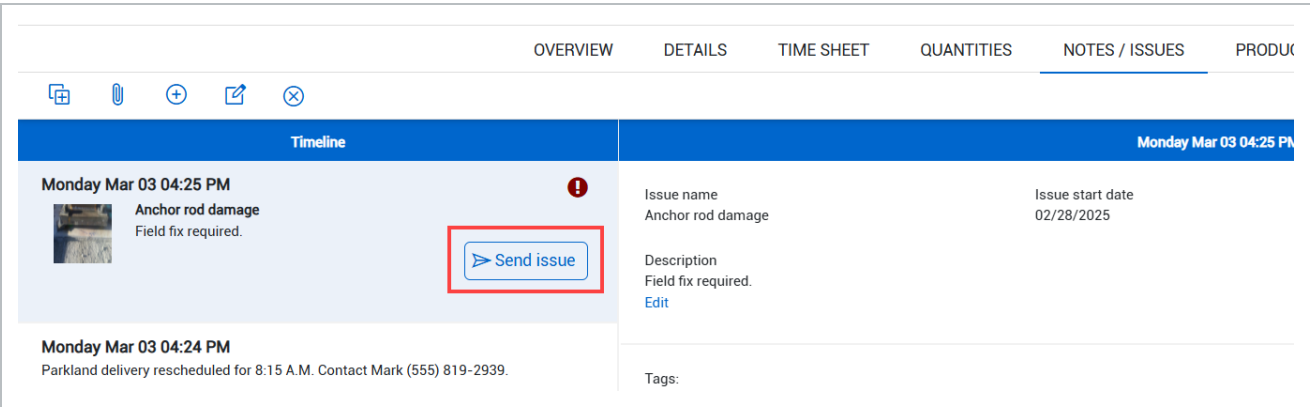 OVERVIEW DETAILS TIME SHEET QUANTITIES NOTES / ISSUES PRODUC
Timeline
Monday Mar 03 04:25 PM
Monday Mar 03 04:25 PM
Anchor rod damage
Field fix required.
Send issue
Issue name
Anchor rod damage
Issue start date
02/28/2025
Description
Field fix required.
Edit
Monday Mar 03 04:24 PM
Parkland delivery rescheduled for 8:15 A.M. Contact Mark (555) 819-2939.
Tags: